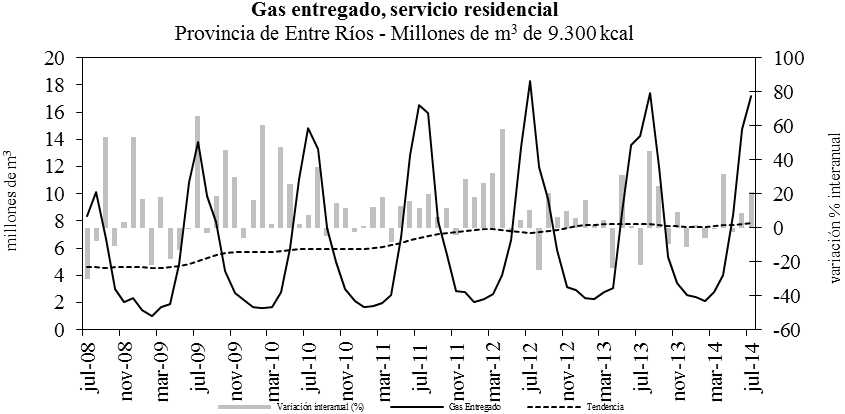 Gas entregado, servicio residencial
Provincia de Entre Ríos - Millones de m³ de 9.300 kcal
millones de m³
20
18
16
14
12
10
8
6
4
2
0
100
80
60
40
20
0
-20
-40
-60
variación % interanual
jul-08
nov-08
mar-09
jul-09
nov-09
mar-10
jul-10
nov-10
mar-11
jul-11
nov-11
mar-12
jul-12
nov-12
mar-13
jul-13
nov-13
mar-14
jul-14
Variación interanual (%)
Gas Entregado
Tendencia